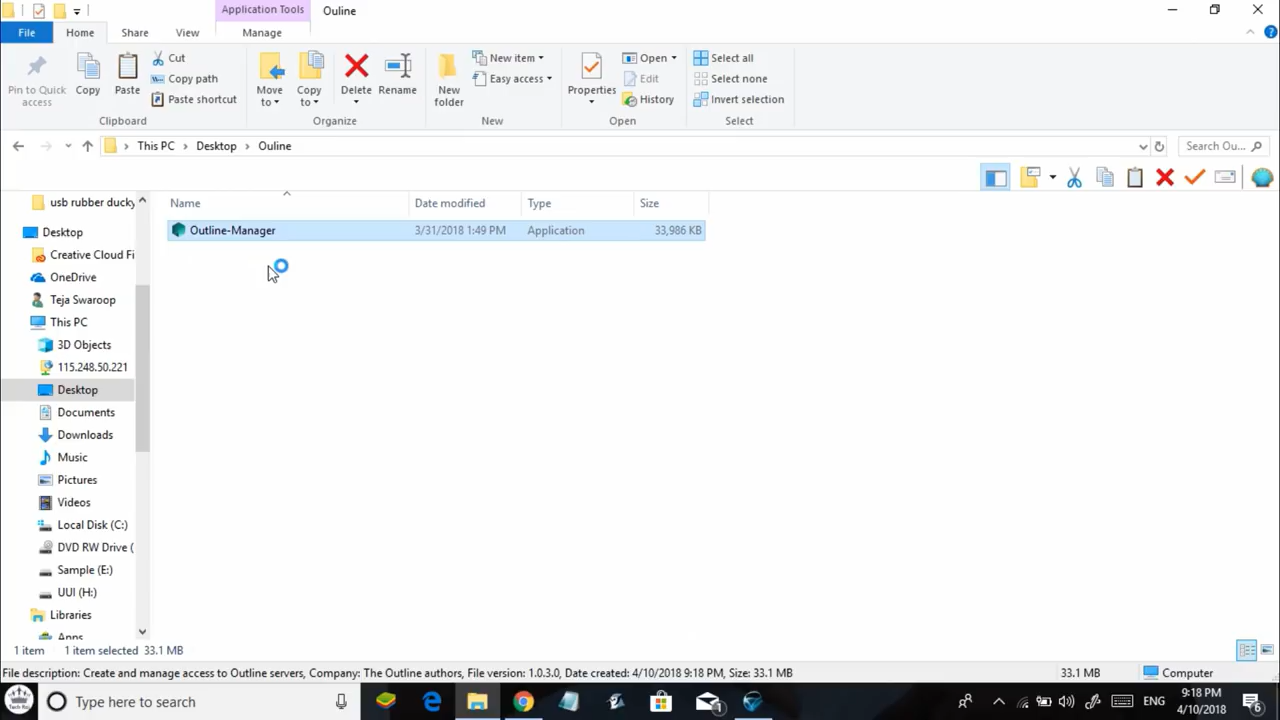 Application Tools
Ouline
File
Home
Share
View
Manage
Pin to Quick access
Copy
Paste
Cut
Copy path
Paste shortcut
Clipboard
Move to
Copy to
Delete
Rename
Organize
New folder
New item
Easy access
New
Properties
Open
Edit
History
Open
Select all
Select none
Invert selection
Select
This PC
Desktop
Ouline
Search Ou...
Name
Date modified
Type
Size
Outline-Manager
3/31/2018 1:49 PM
Application
33,986 KB
usb rubber ducky
Desktop
Creative Cloud Fi
OneDrive
Teja Swaroop
This PC
3D Objects
115.248.50.221
Desktop
Documents
Downloads
Music
Pictures
Videos
Local Disk (C:)
DVD RW Drive (
Sample (E:)
UUI (H:)
Libraries
Apps
1 item
1 item selected 33.1 MB
File description: Create and manage access to Outline servers, Company: The Outline authors, File version: 1.0.3.0, Date created: 4/10/2018 9:18 PM, Size: 33.1 MB
33.1 MB
Computer
Type here to search
1
ENG
9:18 PM
4/10/2018
6